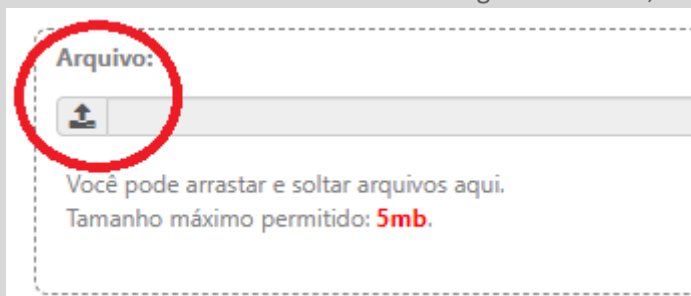 Arquivo:
Você pode arrastar e soltar arquivos aqui.
Tamanho máximo permitido: 5mb.